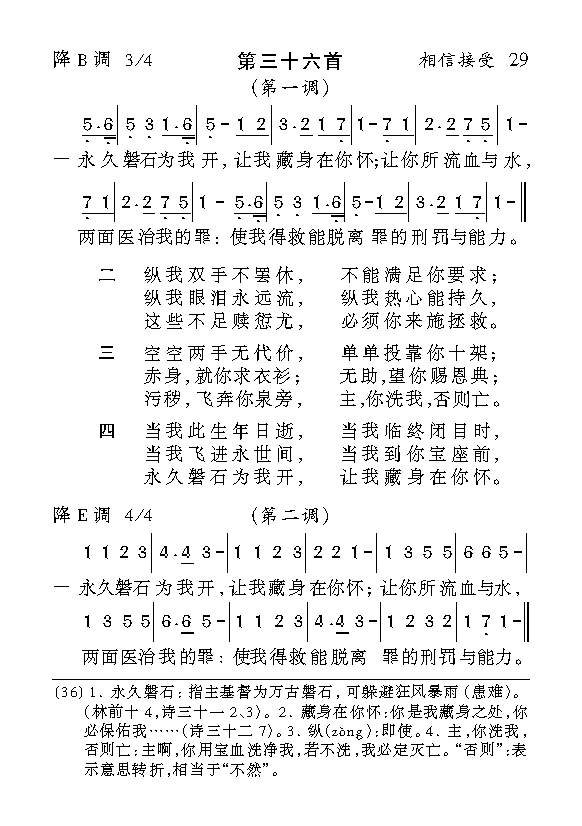 降B调 3/4 第三十六首 相信接受 29
(第一调)
5·6|5 3 1·6|5-1 2|3·2 1 7|1-7 1|2·2 7 5|1-
一 永久磐石为我开，让我藏身在你怀；让你所流血与水，
7 1|2·2 7 5|1-5·6|5 3 1·6|5-1 2|3·2 1 7|1-‖
两面医治我的罪：使我得救能脱离 罪的刑罚与能力。
二 纵我双手不罢休， 不能满足你要求；
纵我眼泪永远流， 纵我热心能持久，
这些不足赎愆尤， 必须你来施拯救。
三 空空两手无代价， 单单投靠你十架；
赤身，就你求衣衫； 无助，望你赐恩典；
污秽，飞奔你泉旁， 主，你洗我，否则亡。
四 当我此生年日逝， 当我临终闭目时，
当我飞进永世间， 当我到你宝座前，
永久磐石为我开， 让我藏身在你怀。
降E调 4/4 (第二调)
1 1 2 3|4·4 3-|1 1 2 3|2 2 1-|1 3 5 5|6 6 5-|
一 永久磐石为我开，让我藏身在你怀；让你所流血与水，
1 3 5 5|6·6 5-|1 1 2 3|4·4 3-|1 2 3 2|1 7 1-‖
两面医治我的罪：使我得救能脱离 罪的刑罚与能力。
(36) 1. 永久磐石：指主基督为万古磐石，可躲避狂风暴雨(患难)。
(林前十4，诗三十一2、3)。2. 藏身在你怀：你是我藏身之处，你
必保佑我……(诗三十二7)。3. 纵(zòng)：即使。4. 主，你洗我，
否则亡：主啊，你用宝血洗净我，若不洗，我必定灭亡。“否则”：表
示意思转折，相当于“不然”。